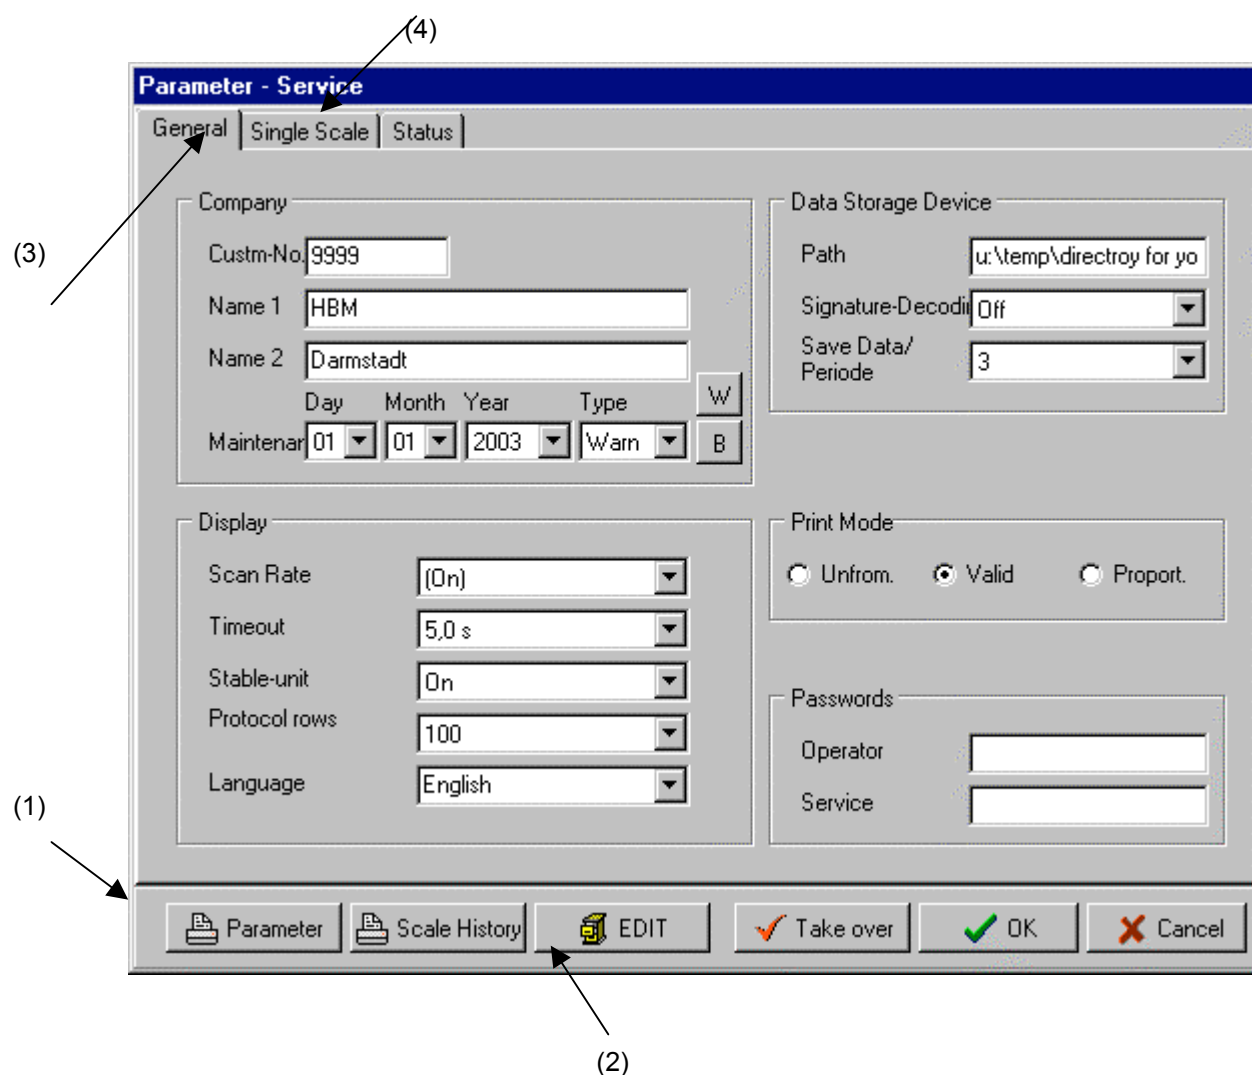 (4)
Parameter - Service
General Single Scale Status
Company
Custm-No. 9999
Name 1 HBM
Name 2 Darmstadt
Day Month Year Type W
Maintenar 01 01 2003 Warn B
Data Storage Device
Path u:\temp\directroy for yo
Signature-Decodin Off
Save Data/
Periode 3
(3)
Display
Scan Rate (On)
Timeout 5,0 s
Stable-unit On
Protocol rows 100
Language English
Print Mode
Unfrom. Valid Proport.
Passwords
Operator
Service
(1)
Parameter Scale History EDIT Take over OK Cancel
(2)